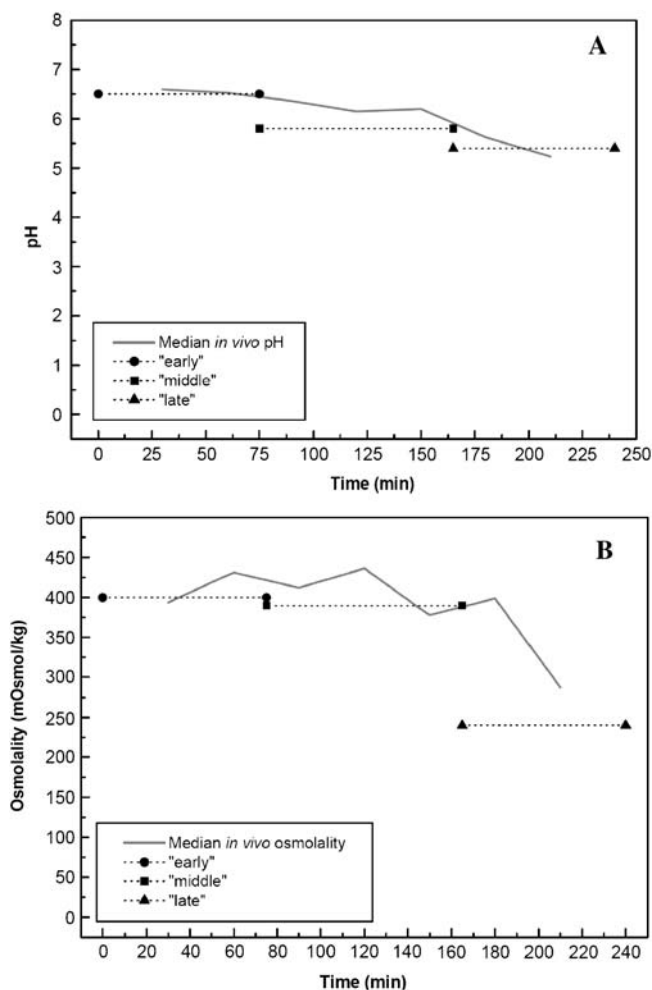 A
8
7
6
5
4
3
2
1
0
pH
Median in vivo pH
"early"
"middle"
"late"
0 25 50 75 100 125 150 175 200 225 250
Time (min)
B
500
450
400
350
300
250
200
150
100
75
50
25
0
Osmolality (mOsmol/kg)
Median in vivo osmolality
"early"
"middle"
"late"
0 20 40 60 80 100 120 140 160 180 200 220 240
Time (min)